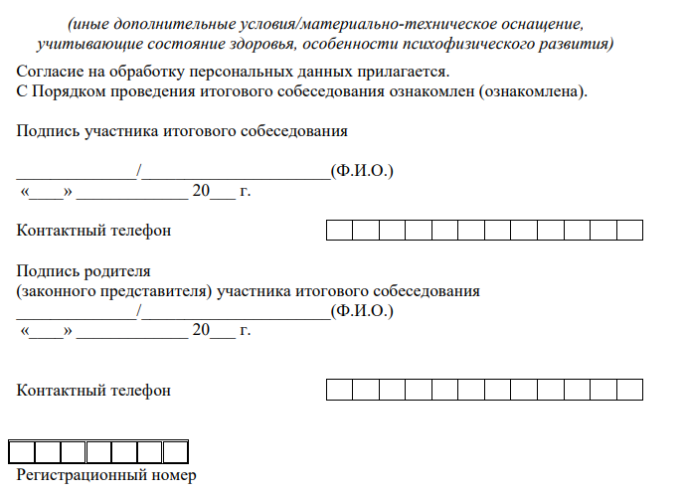 (иные дополнительные условия/материально-техническое оснащение,
учитывающие состояние здоровья, особенности психофизического развития)
Согласие на обработку персональных данных прилагается.
С Порядком проведения итогового собеседования ознакомлен (ознакомлена).
Подпись участника итогового собеседования
______________/______________________(Ф.И.О.)
«____» _____________ 20___ г.
Контактный телефон
Подпись родителя
(законного представителя) участника итогового собеседования
______________/______________________(Ф.И.О.)
«____» _____________ 20___ г.
Контактный телефон
Регистрационный номер